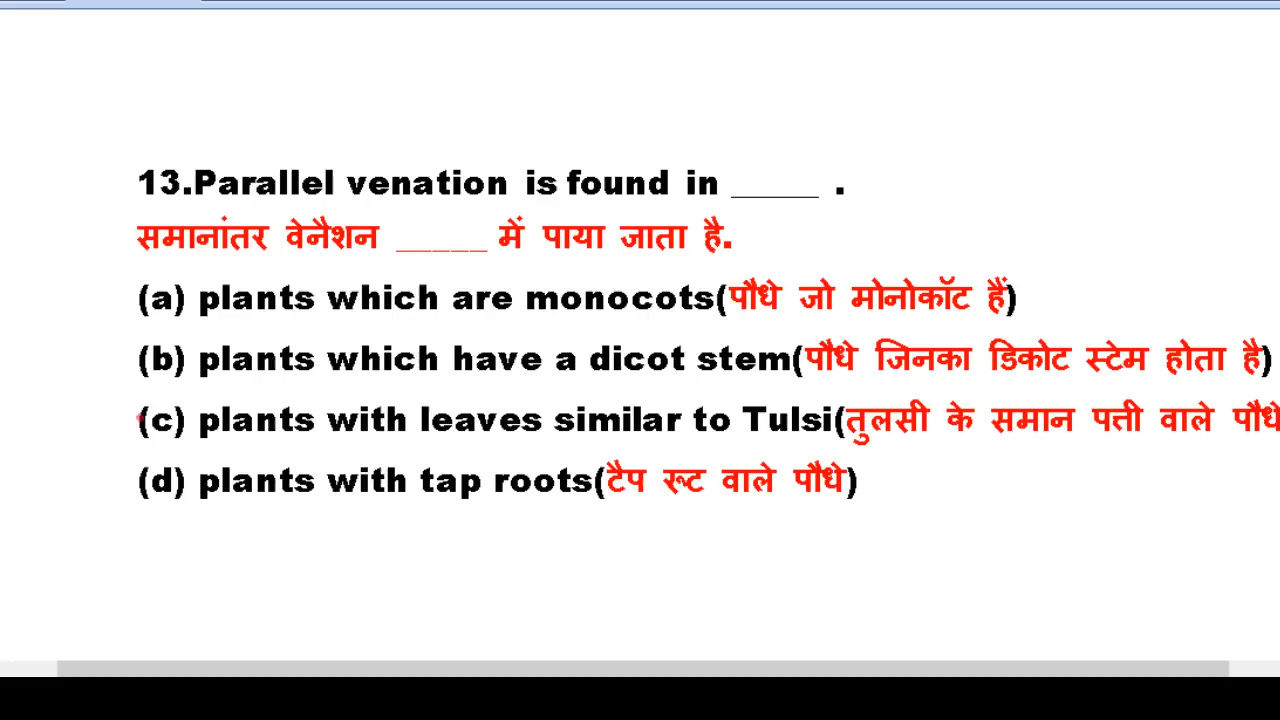 13.Parallel venation is found in _____ .
समानांतर वेनैशन _____ में पाया जाता है.
(a) plants which are monocots(पौधे जो मोनोकॉट हैं)
(b) plants which have a dicot stem(पौधे जिनका डिकोट स्टेम होता है)
(c) plants with leaves similar to Tulsi(तुलसी के समान पत्ती वाले पौधे
(d) plants with tap roots(टैप रूट वाले पौधे)